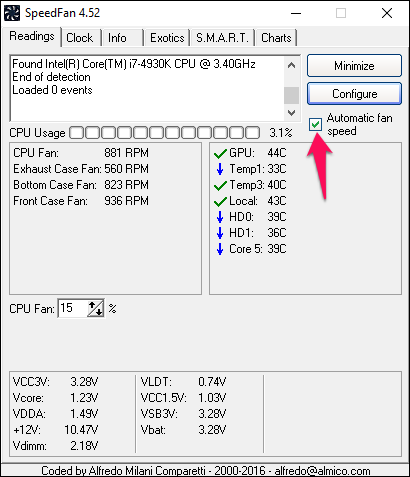 SpeedFan 4.52
Readings Clock Info Exotics S.M.A.R.T. Charts
Found Intel(R) Core(TM) i7-4930K CPU @ 3.40GHz
End of detection
Loaded 0 events
Minimize
Configure
Automatic fan
speed
CPU Usage 3.1%
CPU Fan: 881 RPM
Exhaust Case Fan: 560 RPM
Bottom Case Fan: 823 RPM
Front Case Fan: 936 RPM
GPU: 44C
Temp1: 33C
Temp3: 40C
Local: 43C
HD0: 39C
HD1: 36C
Core 5: 39C
CPU Fan: 15 %
VCC3V: 3.28V
Vcore: 1.23V
VDDA: 1.49V
+12V: 10.47V
Vdimm: 2.18V
VLDT: 0.74V
VCC1.5V: 1.03V
VSB3V: 3.28V
Vbat: 3.28V
Coded by Alfredo Milani Comparetti - 2000-2016 - alfredo@almico.com